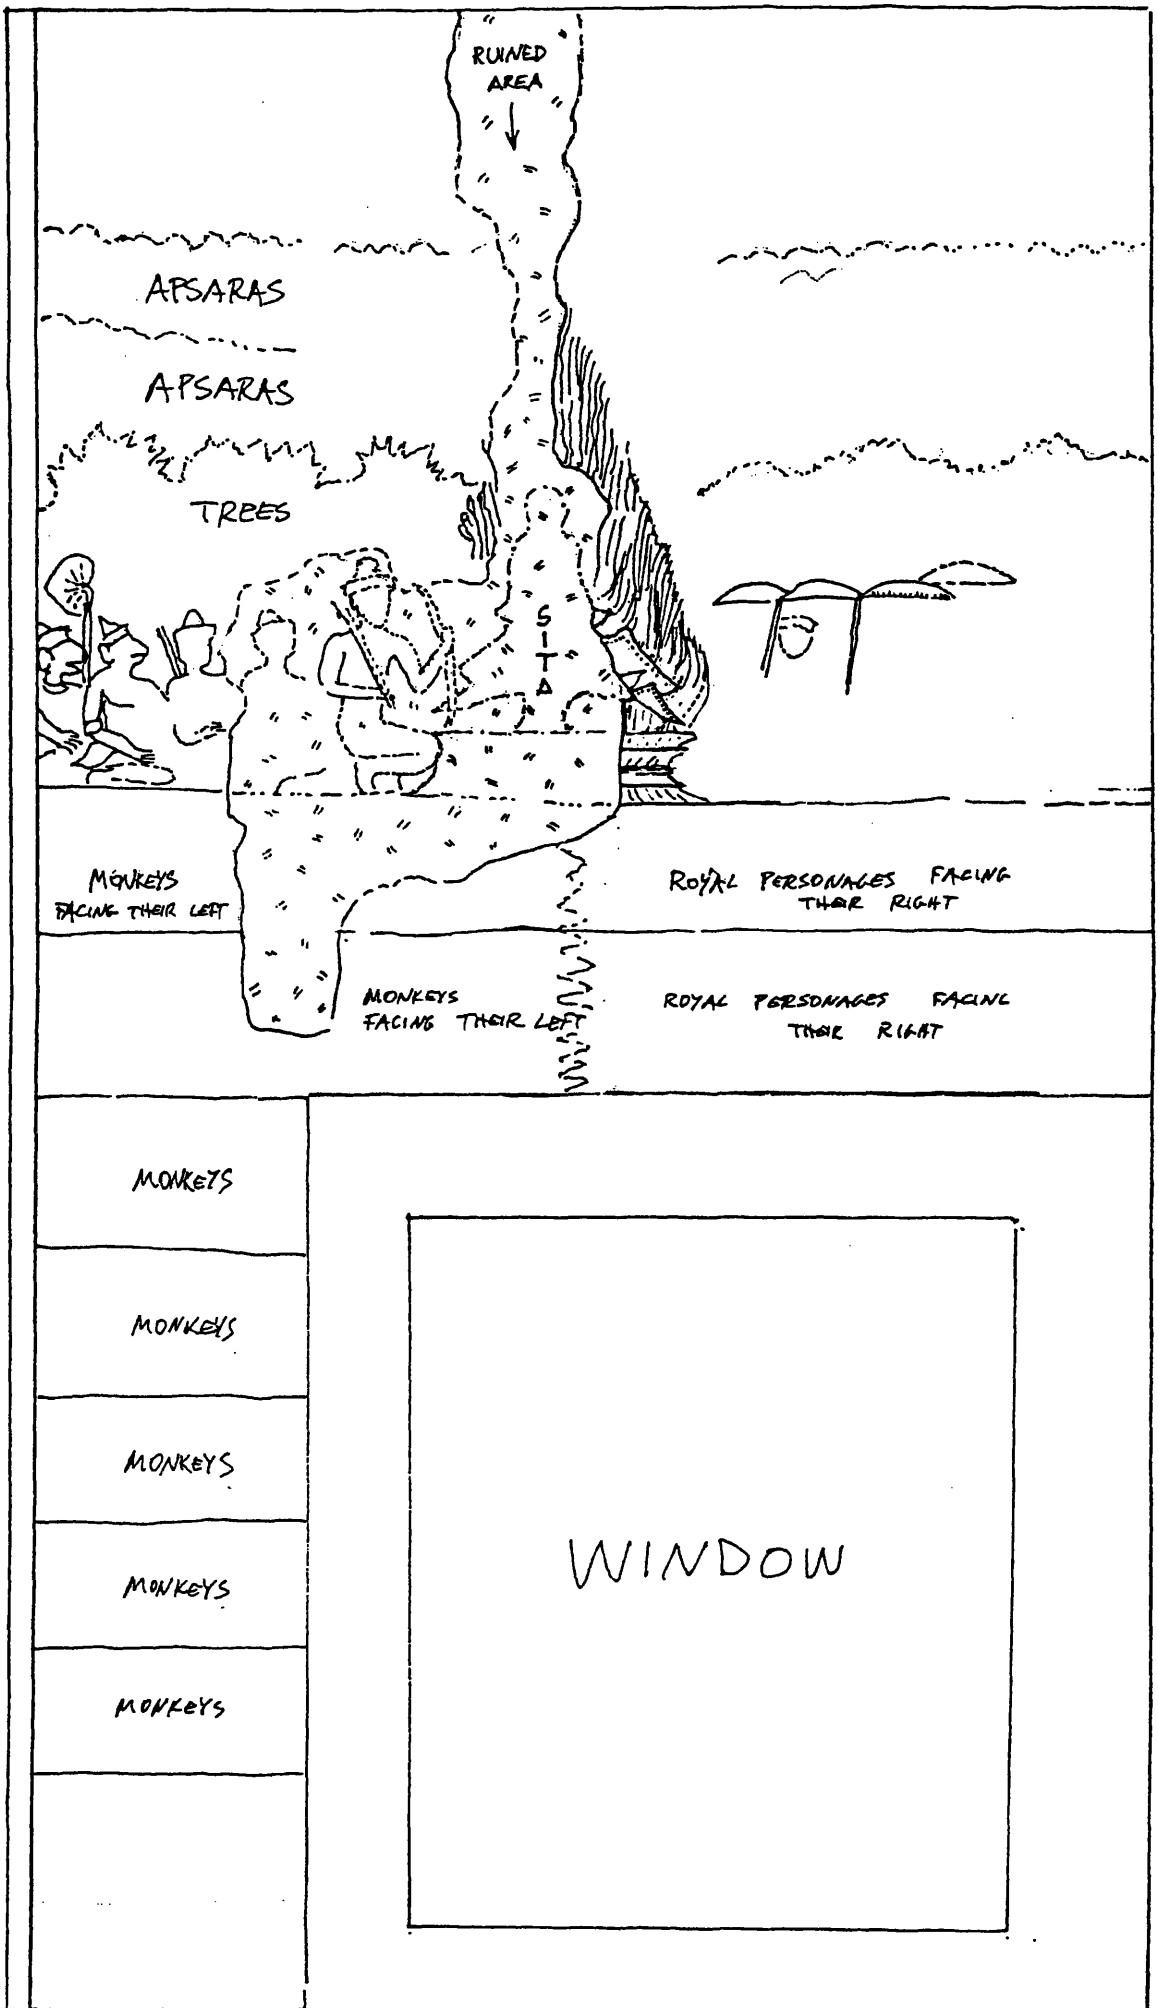 RUINED
AREA
APSARAS
APSARAS
TREES
SITA
MONKEYS
FACING THEIR LEFT
ROYAL PERSONAGES FACING
THEIR RIGHT
MONKEYS
FACING THEIR LEFT
ROYAL PERSONAGES FACING
THEIR RIGHT
MONKEYS
MONKEYS
MONKEYS
MONKEYS
MONKEYS
WINDOW